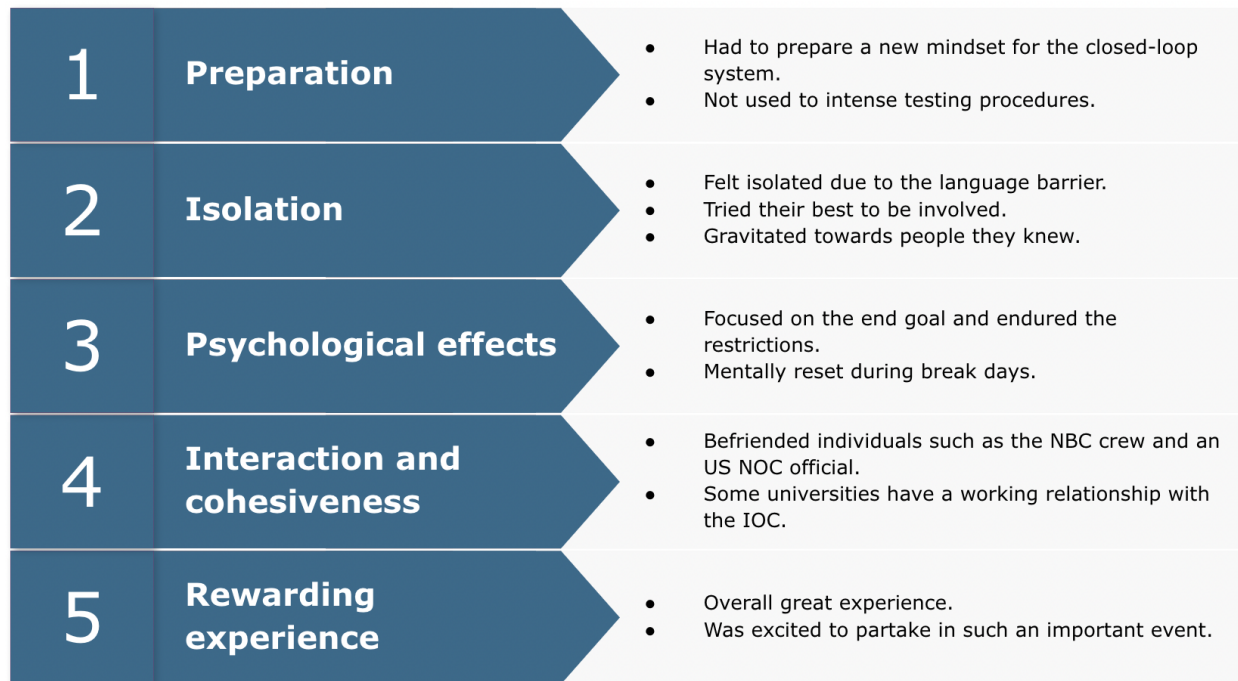 1
Preparation
● Had to prepare a new mindset for the closed-loop
system.
● Not used to intense testing procedures.
2
Isolation
● Felt isolated due to the language barrier.
● Tried their best to be involved.
● Gravitated towards people they knew.
3
Psychological effects
● Focused on the end goal and endured the
restrictions.
● Mentally reset during break days.
4
Interaction and
cohesiveness
● Befriended individuals such as the NBC crew and an
US NOC official.
● Some universities have a working relationship with
the IOC.
5
Rewarding
experience
● Overall great experience.
● Was excited to partake in such an important event.